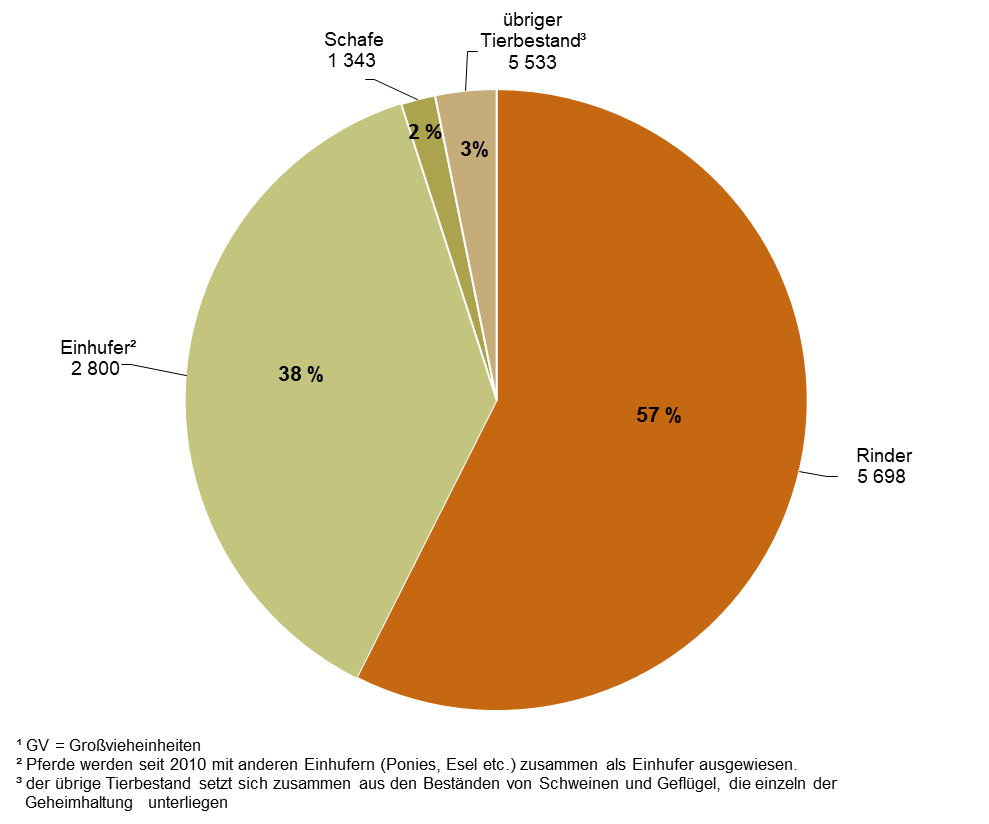 übriger
Tierbestand³
5 533
Schafe
1 343
2 %
3%
Einhufer²
2 800
38 %
57 %
Rinder
5 698
¹ GV = Großvieheinheiten
² Pferde werden seit 2010 mit anderen Einhufern (Ponies, Esel etc.) zusammen als Einhufer ausgewiesen.
³ der übrige Tierbestand setzt sich zusammen aus den Beständen von Schweinen und Geflügel, die einzeln der
Geheimhaltung unterliegen